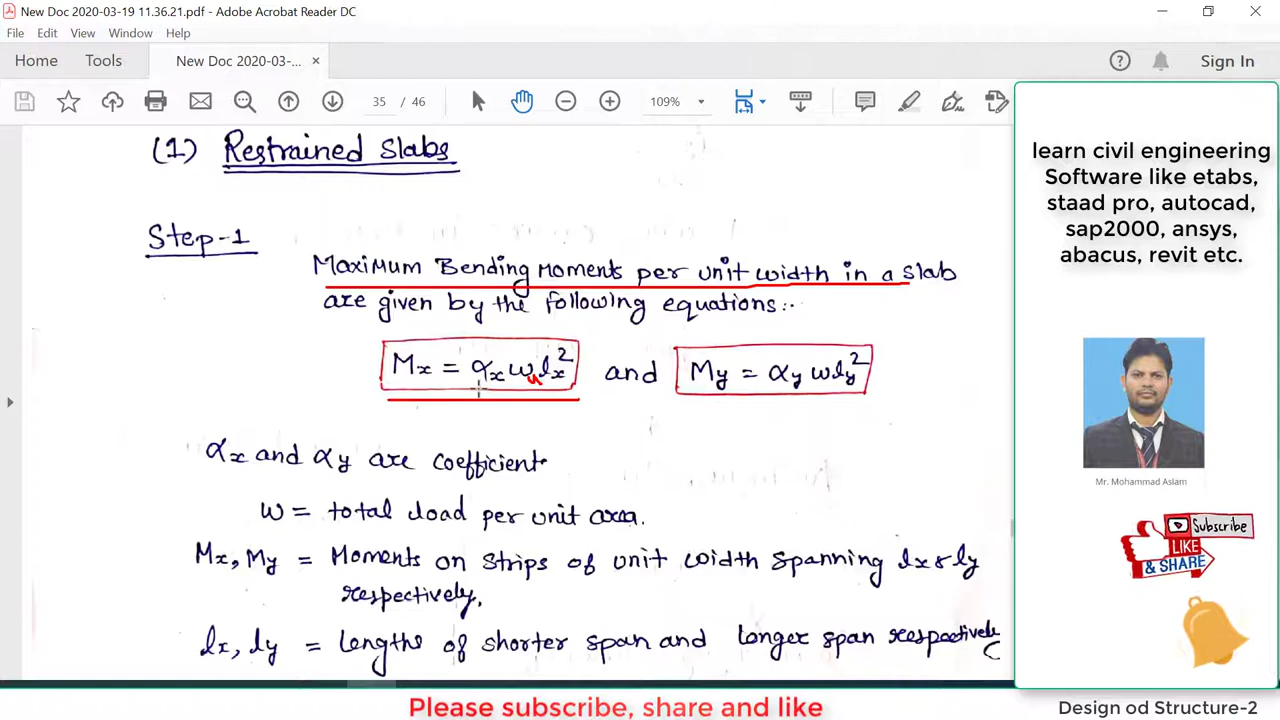 New Doc 2020-03-19 11.36.21.pdf - Adobe Acrobat Reader DC
File Edit View Window Help
Home Tools New Doc 2020-03-... × Sign In
35 / 46 109%
(1) Restrained Slabs
Step-1
Maximum Bending Moments per unit width in a slab
are given by the following equations:-
Mx = αx wu lx² and My = αy w ly²
αx and αy are coefficient
w = total load per unit area.
Mx, My = Moments on strips of unit width spanning lx & ly
respectively.
lx, ly = lengths of shorter span and longer span respectively
learn civil engineering
Software like etabs,
staad pro, autocad,
sap2000, ansys,
abacus, revit etc.
Mr. Mohammad Aslam
Subscribe
LIKE
& SHARE
Please subscribe, share and like
Design od Structure-2